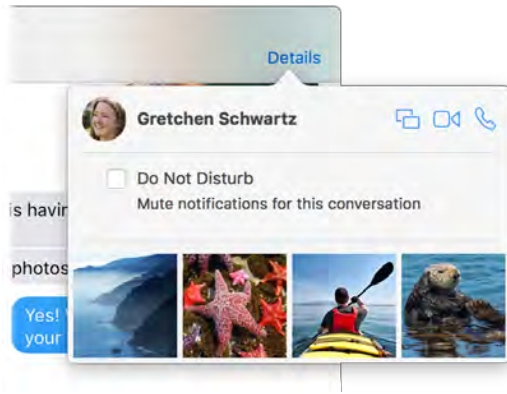 Details
Gretchen Schwartz
Do Not Disturb
Mute notifications for this conversation
is havin
photos
Yes!
your